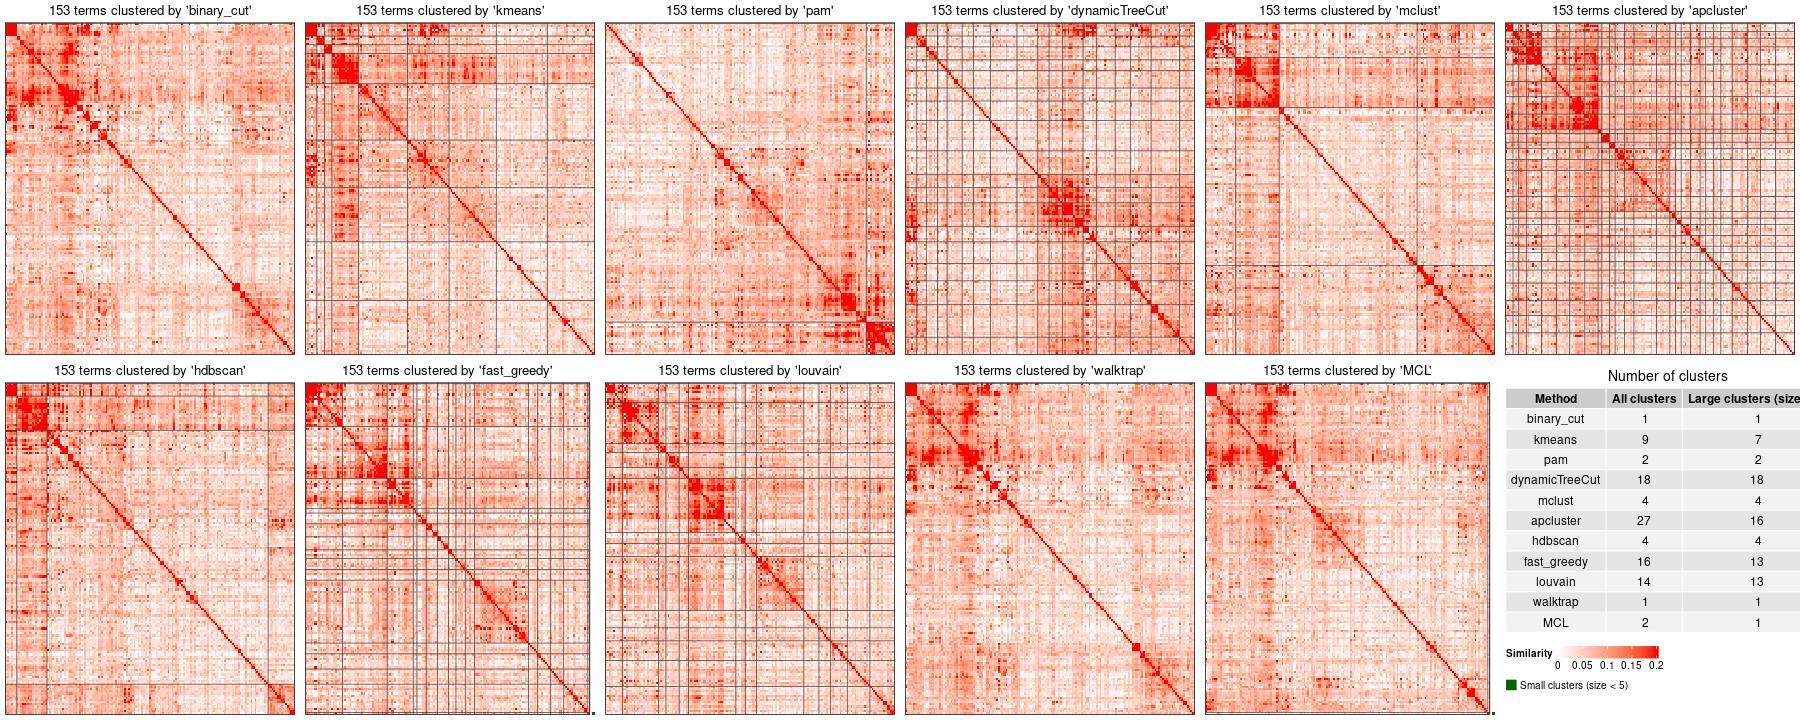 153 terms clustered by 'binary_cut'
153 terms clustered by 'kmeans'
153 terms clustered by 'pam'
153 terms clustered by 'dynamicTreeCut'
153 terms clustered by 'mclust'
153 terms clustered by 'apcluster'
153 terms clustered by 'hdbscan'
153 terms clustered by 'fast_greedy'
153 terms clustered by 'louvain'
153 terms clustered by 'walktrap'
153 terms clustered by 'MCL'
Number of clusters
Method All clusters Large clusters (size
binary_cut 1 1
kmeans 9 7
pam 2 2
dynamicTreeCut 18 18
mclust 4 4
apcluster 27 16
hdbscan 4 4
fast_greedy 16 13
louvain 14 13
walktrap 1 1
MCL 2 1
Similarity
0 0.05 0.1 0.15 0.2
Small clusters (size < 5)